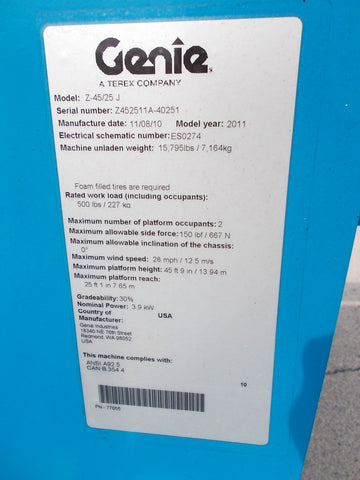 Genie
A TEREX COMPANY
Model: Z-45/25 J
Serial number: Z452511A-40251
Manufacture date: 11/08/10 Model year: 2011
Electrical schematic number: ES0274
Machine unladen weight: 15,795lbs / 7,164kg
Foam filled tires are required
Rated work load (including occupants):
500 lbs / 227 kg
Maximum number of platform occupants: 2
Maximum allowable side force: 150 lbf / 667 N
Maximum allowable inclination of the chassis:
0°
Maximum wind speed: 28 mph / 12.5 m/s
Maximum platform height: 45 ft 9 in / 13.94 m
Maximum platform reach:
25 ft 1 7.65 m
Gradeability: 30%
Nominal Power: 3.9 kW
Country of USA
Manufacturer:
Genie Industries
18340 NE 76th Street
Redmond, WA 98052
USA
This machine complies with:
ANSI A92.5
CAN B.354.4
10
PN - 77055